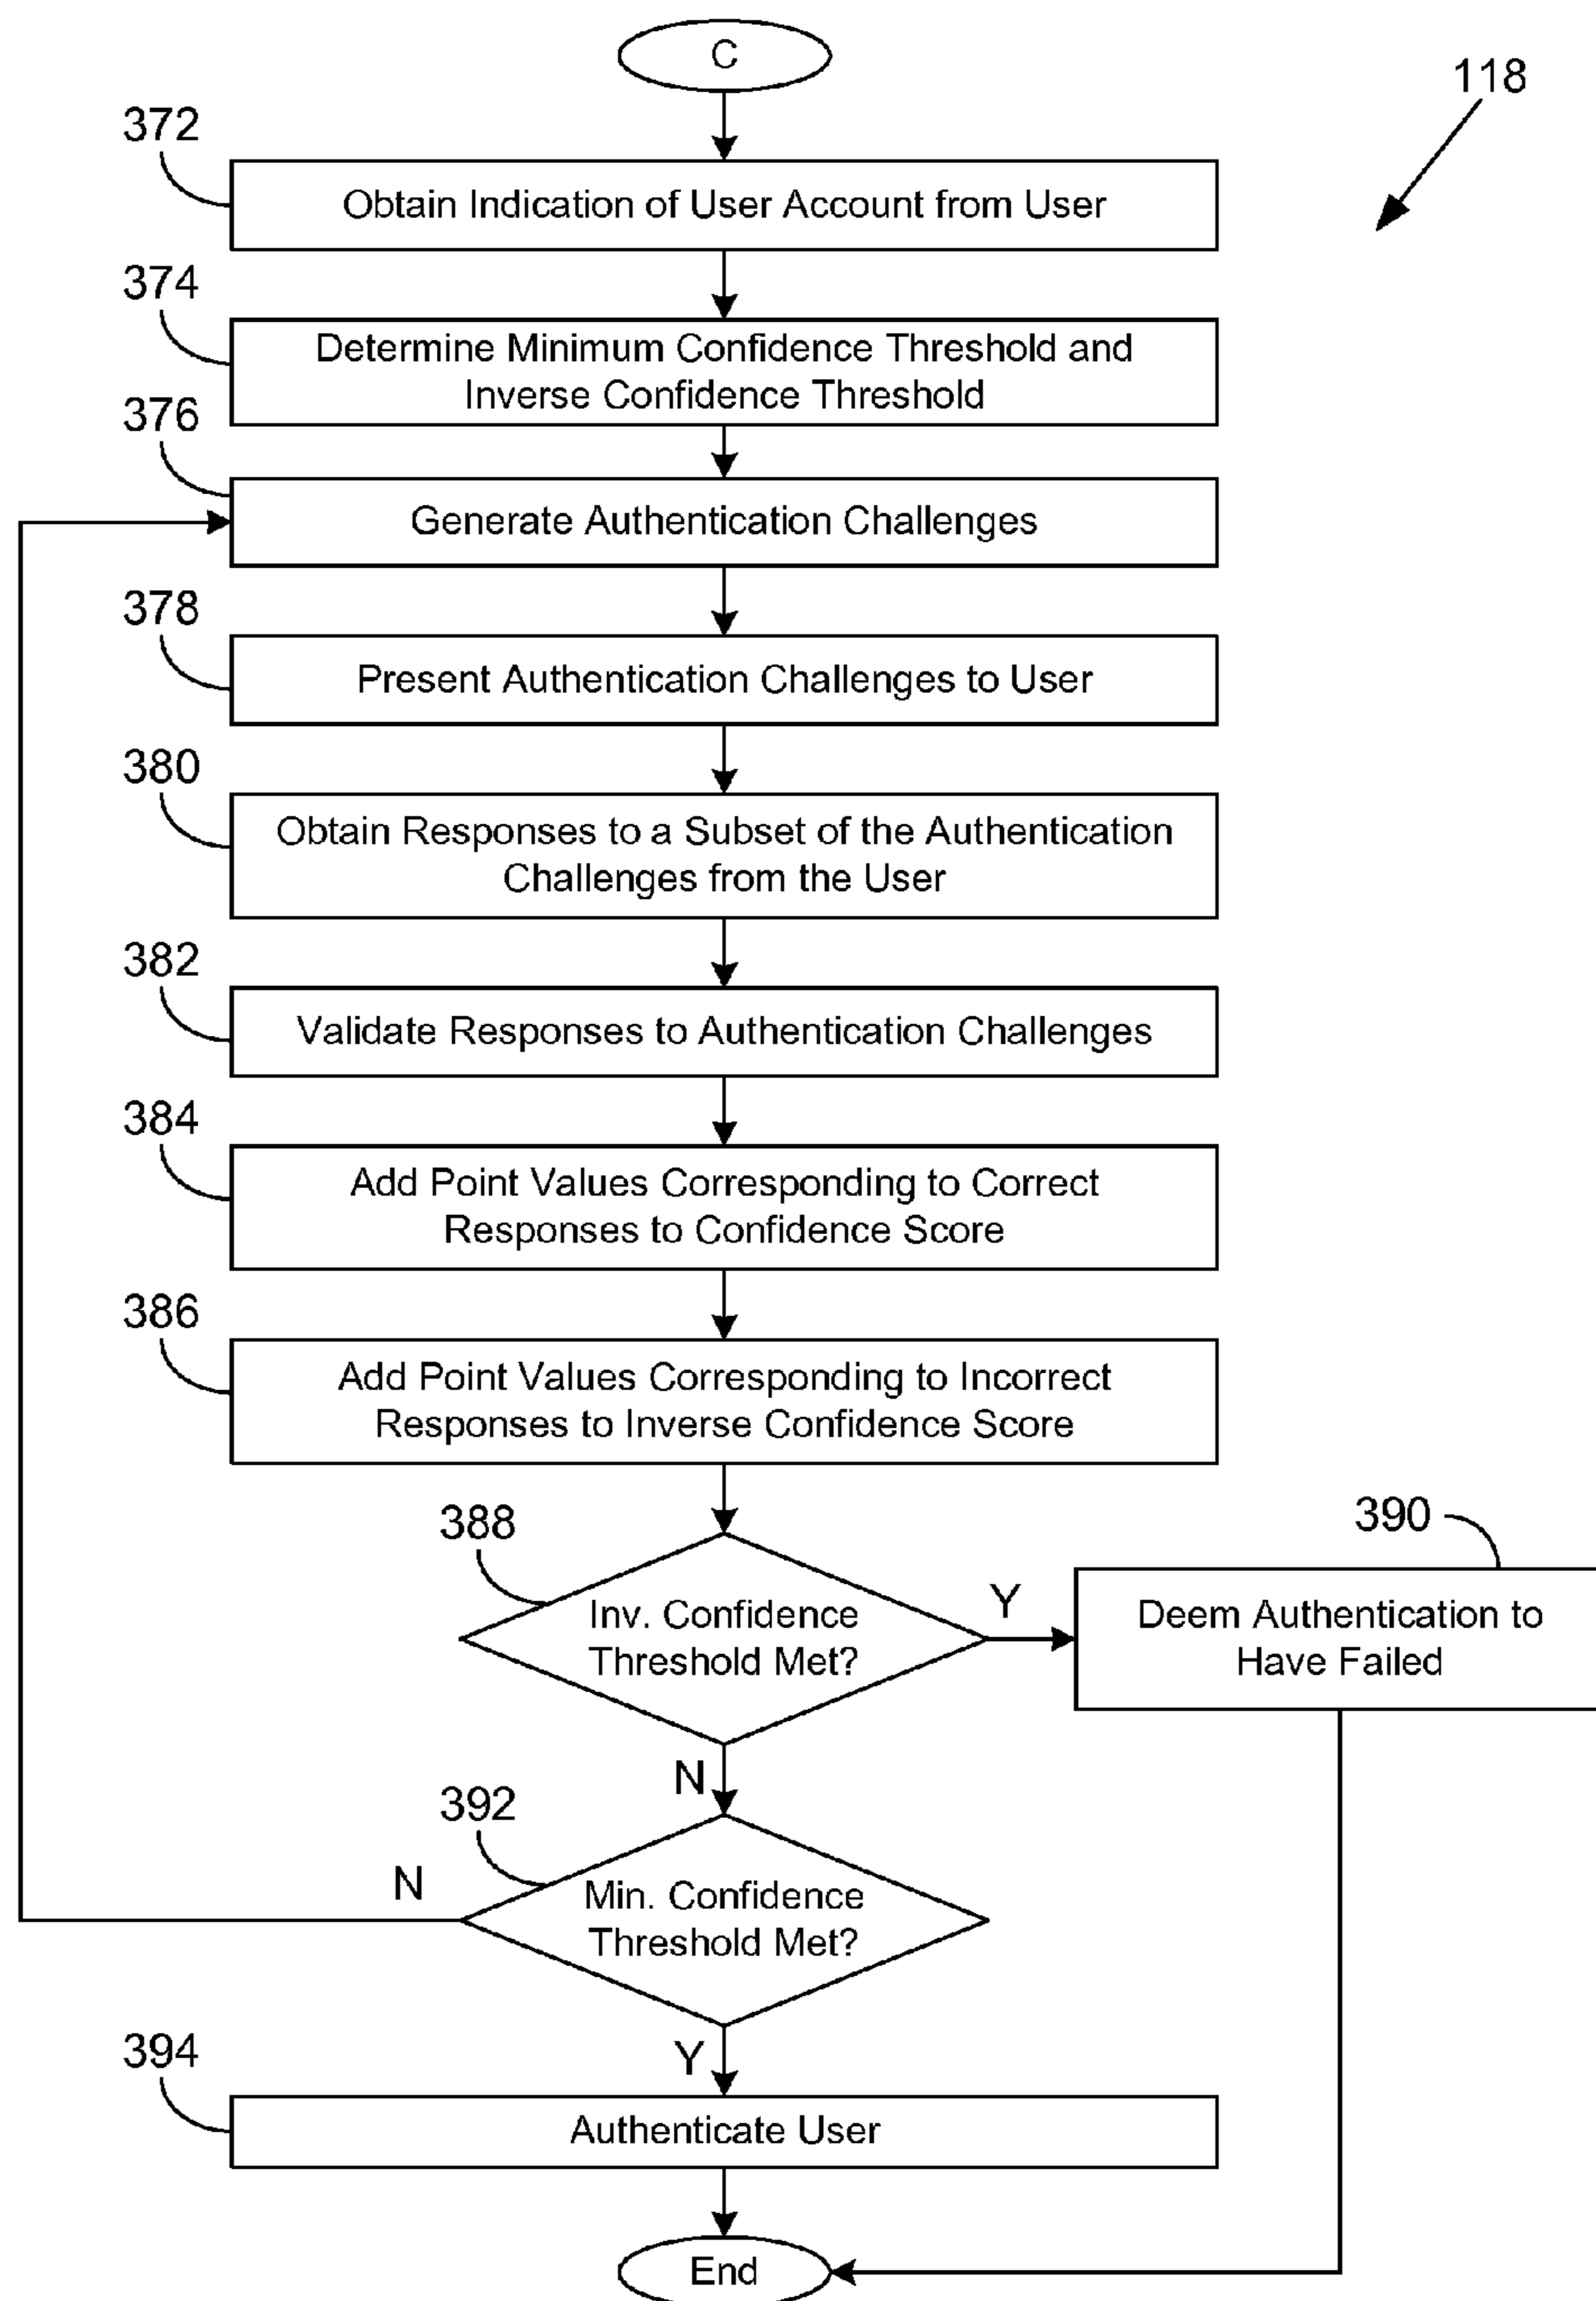 C
118
372
Obtain Indication of User Account from User
374
Determine Minimum Confidence Threshold and
Inverse Confidence Threshold
376
Generate Authentication Challenges
378
Present Authentication Challenges to User
380
Obtain Responses to a Subset of the Authentication
Challenges from the User
382
Validate Responses to Authentication Challenges
384
Add Point Values Corresponding to Correct
Responses to Confidence Score
386
Add Point Values Corresponding to Incorrect
Responses to Inverse Confidence Score
388
Inv. Confidence
Threshold Met?
Y
390
Deem Authentication to
Have Failed
N
392
Min. Confidence
Threshold Met?
N
Y
394
Authenticate User
End